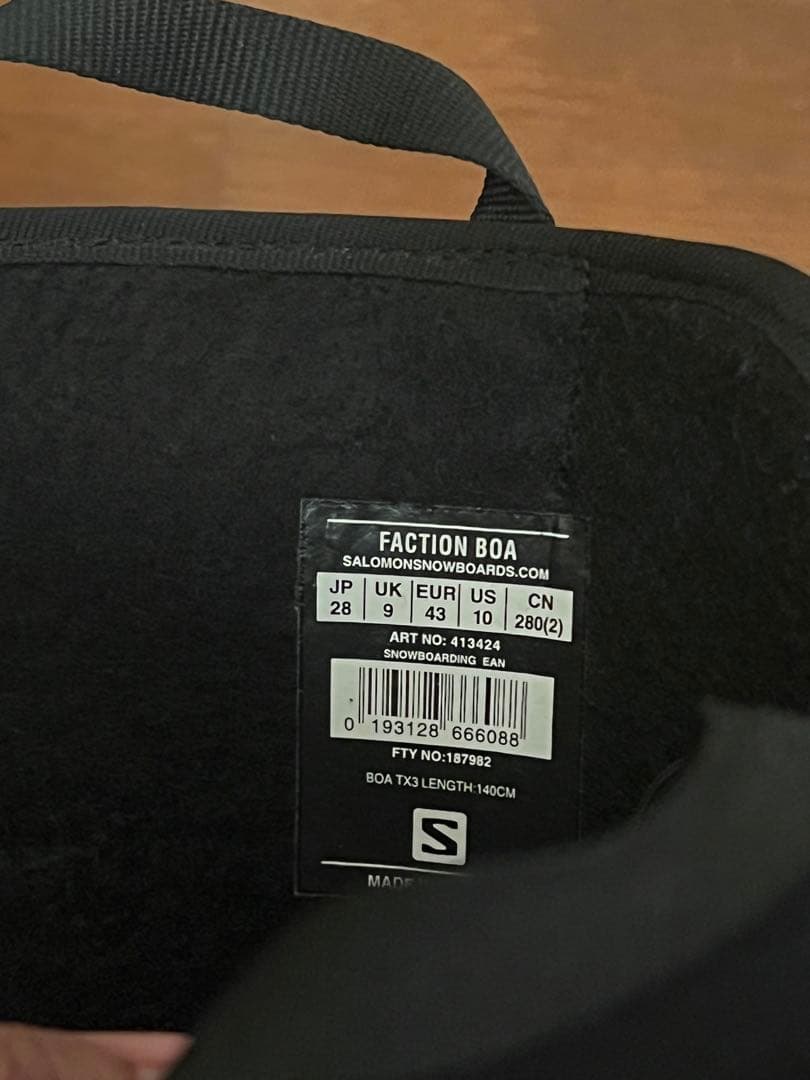 FACTION BOA
SALOMONSNOWBOARDS.COM
JP UK EUR US CN
28 9 43 10 280(2)
ART NO: 413424
SNOWBOARDING EAN
0 193128 666088
FTY NO:187982
BOA TX3 LENGTH:140CM
S
MADE